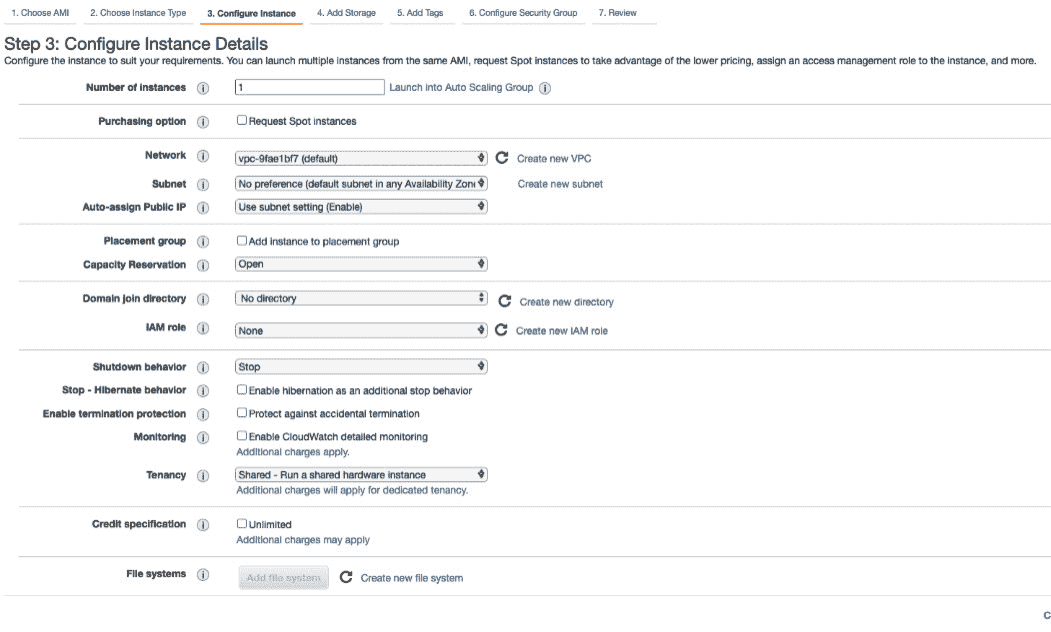 1. Choose AMI 2. Choose Instance Type 3. Configure Instance 4. Add Storage 5. Add Tags 6. Configure Security Group 7. Review
Step 3: Configure Instance Details
Configure the instance to suit your requirements. You can launch multiple instances from the same AMI, request Spot instances to take advantage of the lower pricing, assign an access management role to the instance, and more.
Number of instances 1 Launch into Auto Scaling Group
Purchasing option Request Spot instances
Network vpc-9fae1bf7 (default) Create new VPC
Subnet No preference (default subnet in any Availability Zone Create new subnet
Auto-assign Public IP Use subnet setting (Enable)
Placement group Add instance to placement group
Capacity Reservation Open
Domain join directory No directory Create new directory
IAM role None Create new IAM role
Shutdown behavior Stop
Stop - Hibernate behavior Enable hibernation as an additional stop behavior
Enable termination protection Protect against accidental termination
Monitoring Enable CloudWatch detailed monitoring
Additional charges apply.
Tenancy Shared - Run a shared hardware instance
Additional charges will apply for dedicated tenancy.
Credit specification Unlimited
Additional charges may apply
File systems Add file system Create new file system
C